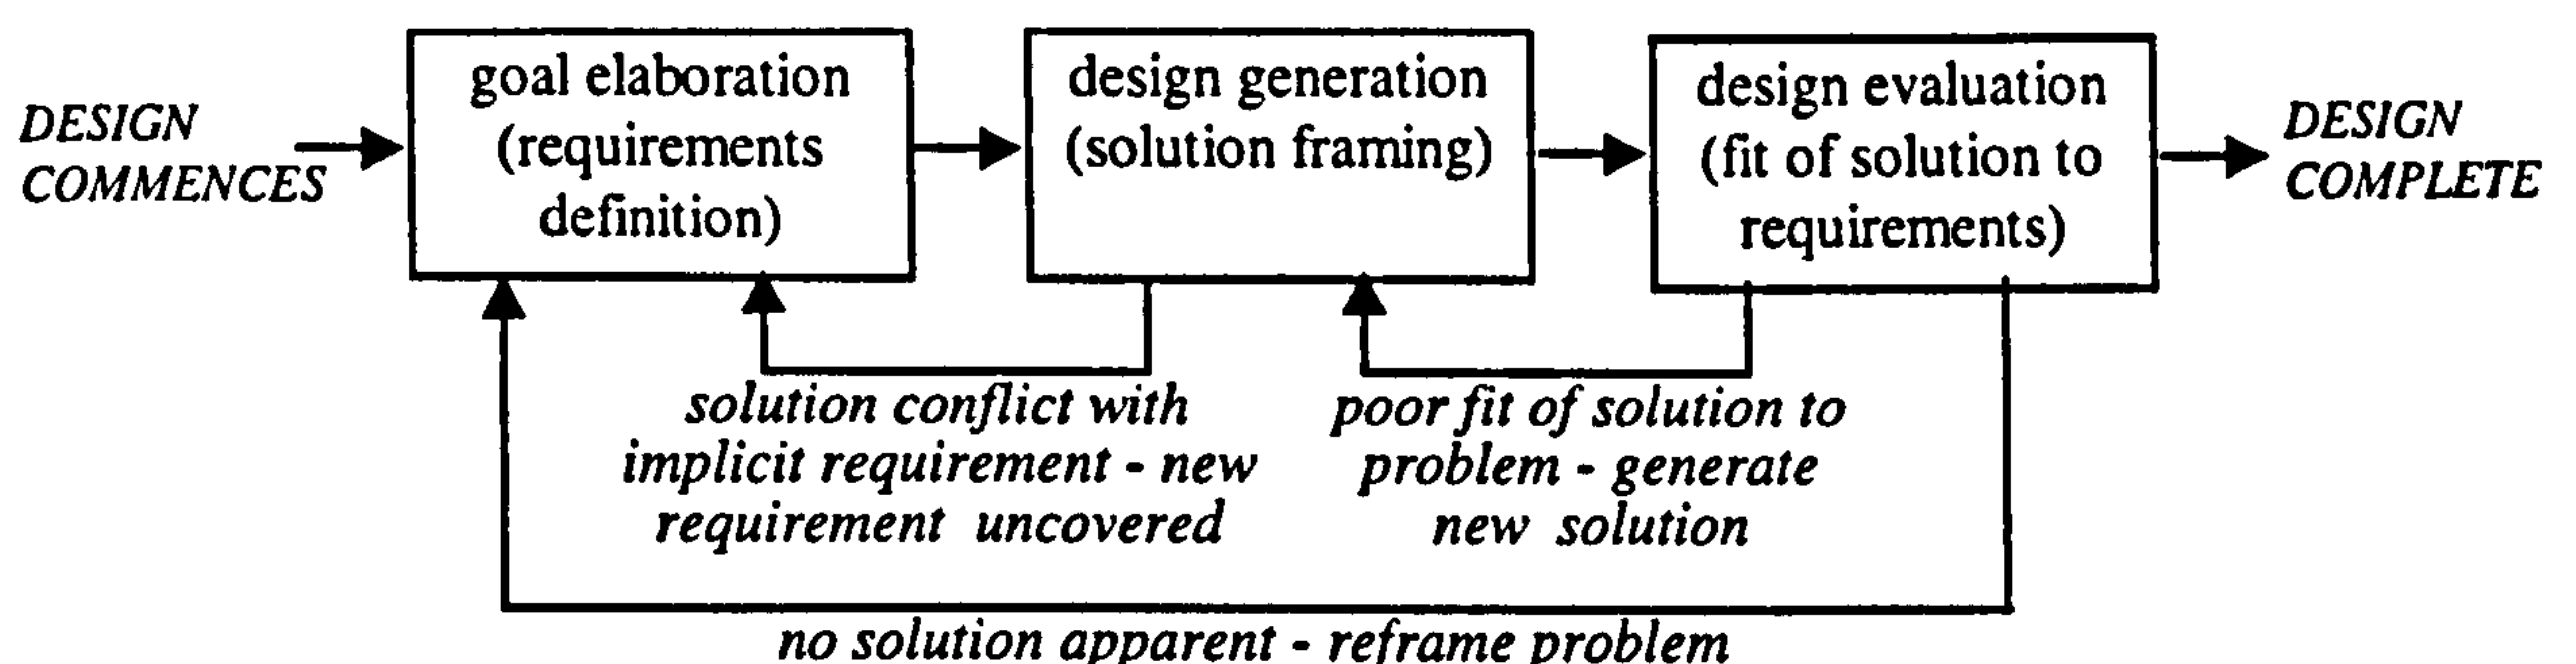 DESIGN
COMMENCES
goal elaboration
(requirements
definition)
design generation
(solution framing)
design evaluation
(fit of solution to
requirements)
DESIGN
COMPLETE
solution conflict with
implicit requirement - new
requirement uncovered
poor fit of solution to
problem - generate
new solution
no solution apparent - reframe problem